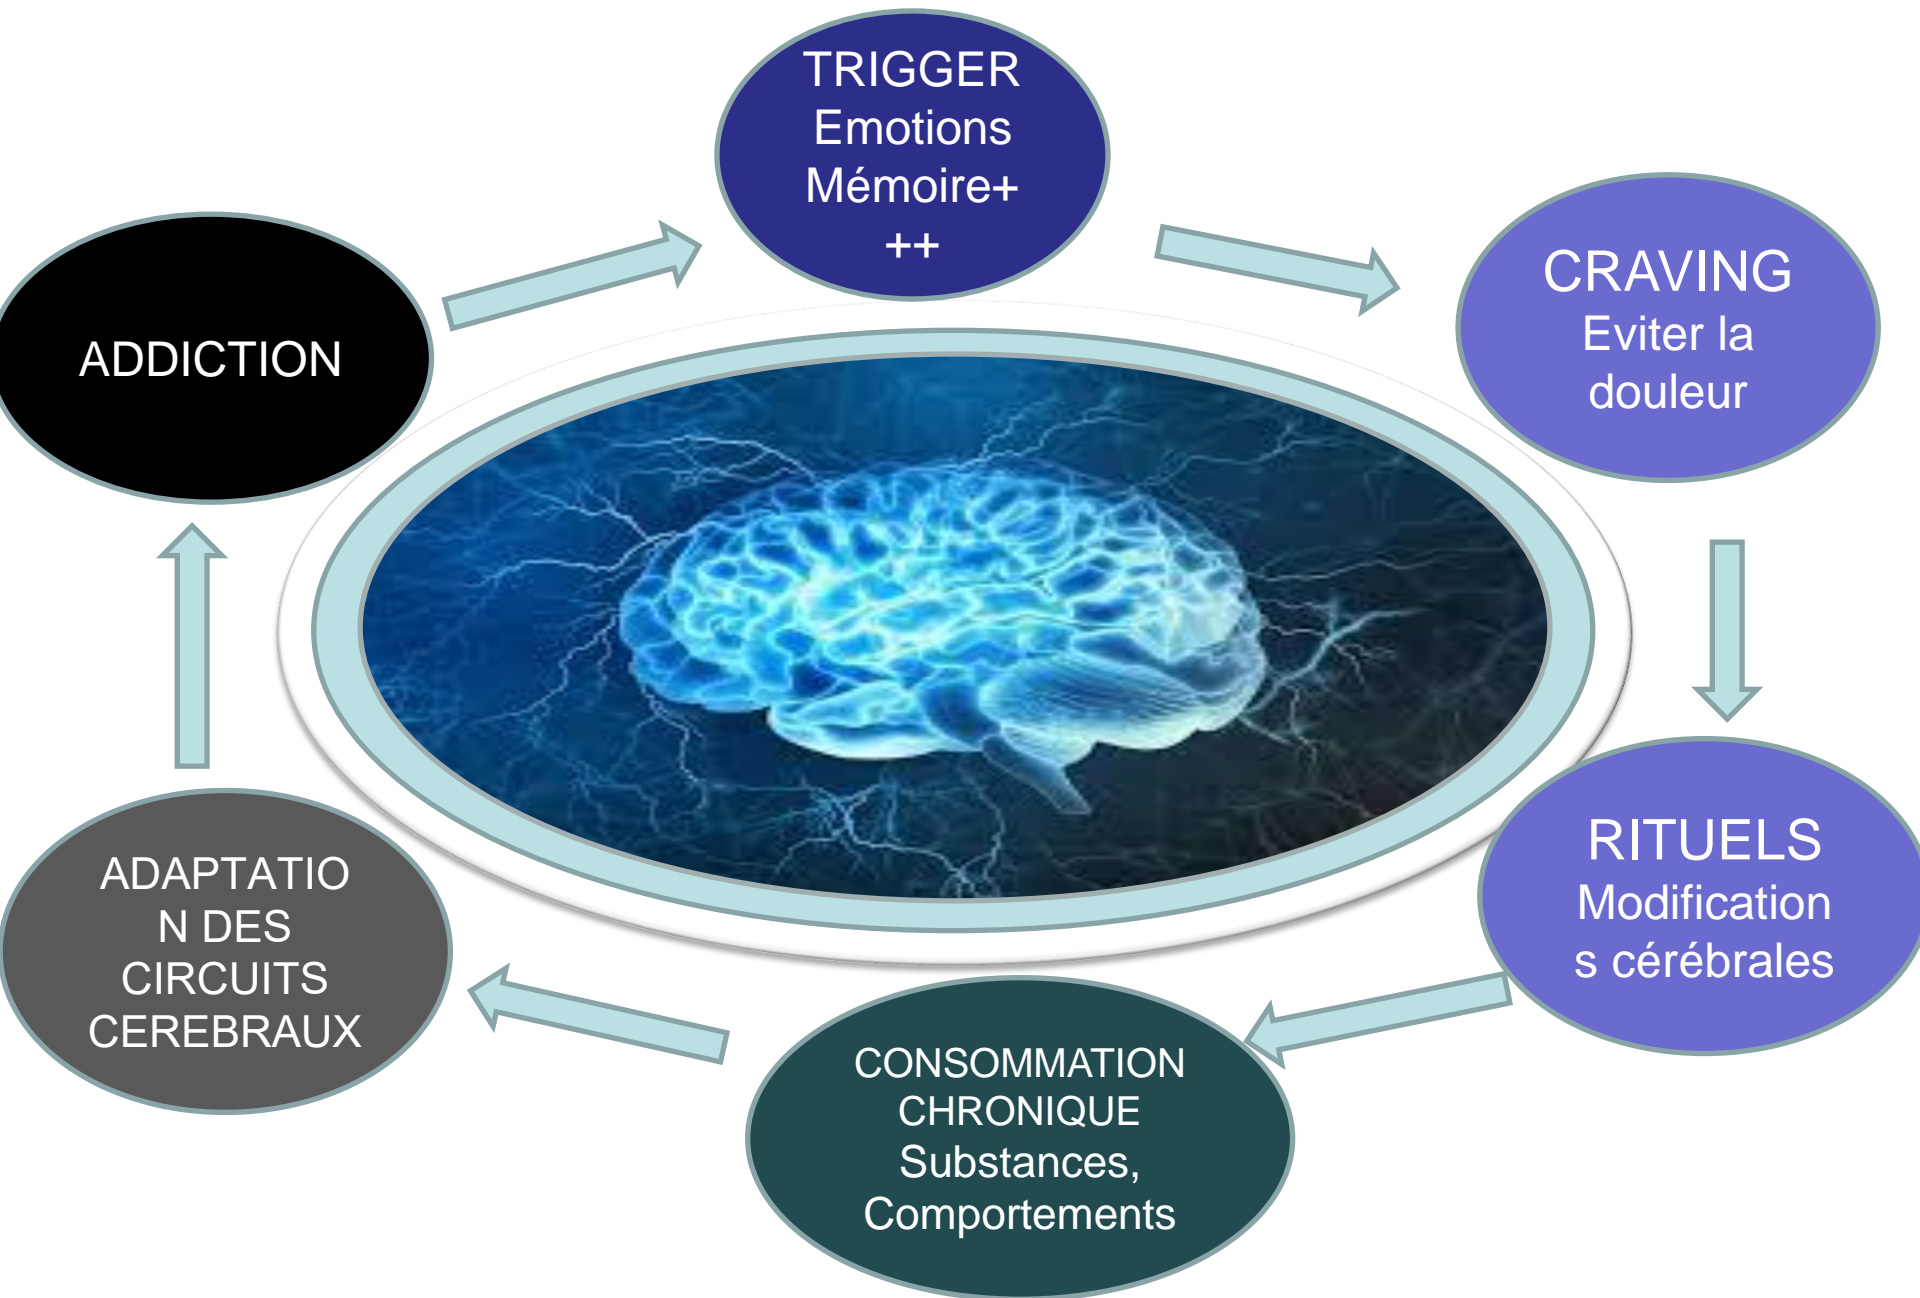 TRIGGER
Emotions
Mémoire+
++
CRAVING
Eviter la
douleur
RITUELS
Modification
s cérébrales
CONSOMMATION
CHRONIQUE
Substances,
Comportements
ADAPTATIO
N DES
CIRCUITS
CEREBRAUX
ADDICTION